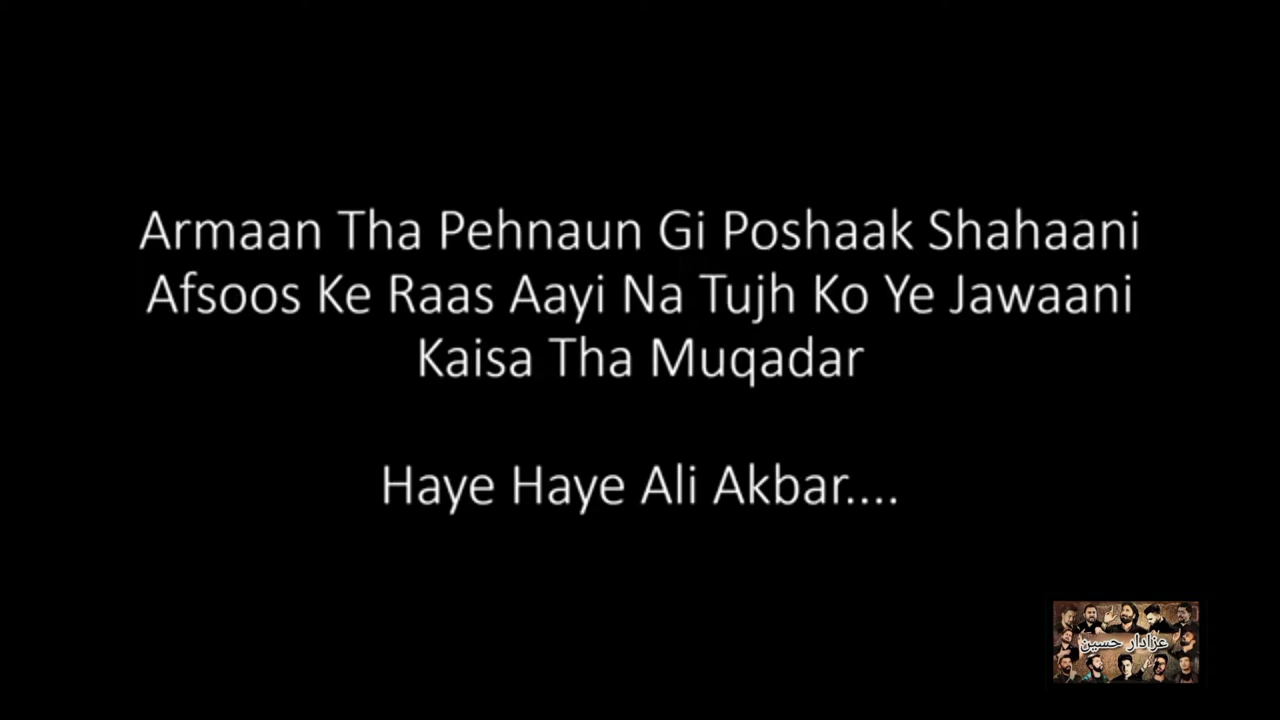 Armaan Tha Pehnaun Gi Poshaak Shahaani
Afsoos Ke Raas Aayi Na Tujh Ko Ye Jawaani
Kaisa Tha Muqadar
Haye Haye Ali Akbar....
عزادار حسین